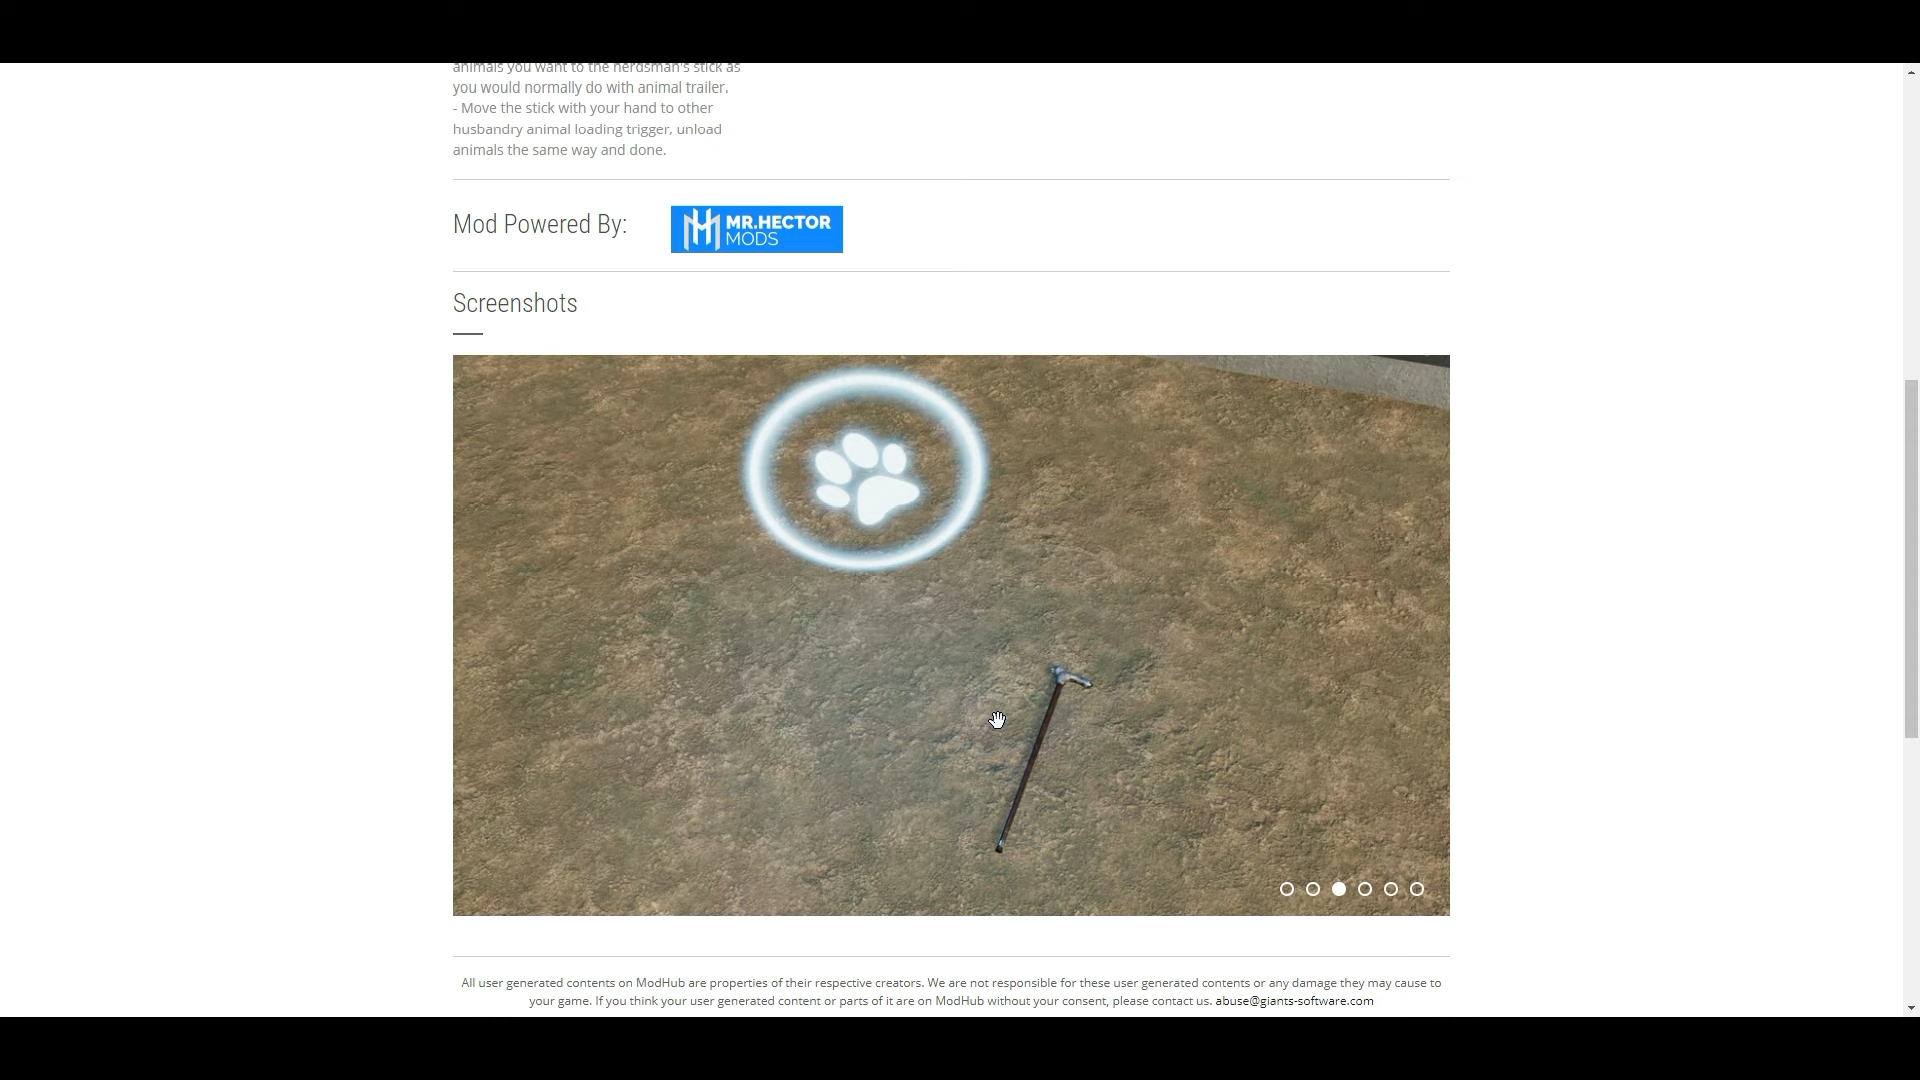 animals you want to the herdsman's stick as
you would normally do with animal trailer.
- Move the stick with your hand to other
husbandry animal loading trigger, unload
animals the same way and done.
Mod Powered By:
MR.HECTOR
MODS
Screenshots
All user generated contents on ModHub are properties of their respective creators. We are not responsible for these user generated contents or any damage they may cause to
your game. If you think your user generated content or parts of it are on ModHub without your consent, please contact us. abuse@giants-software.com